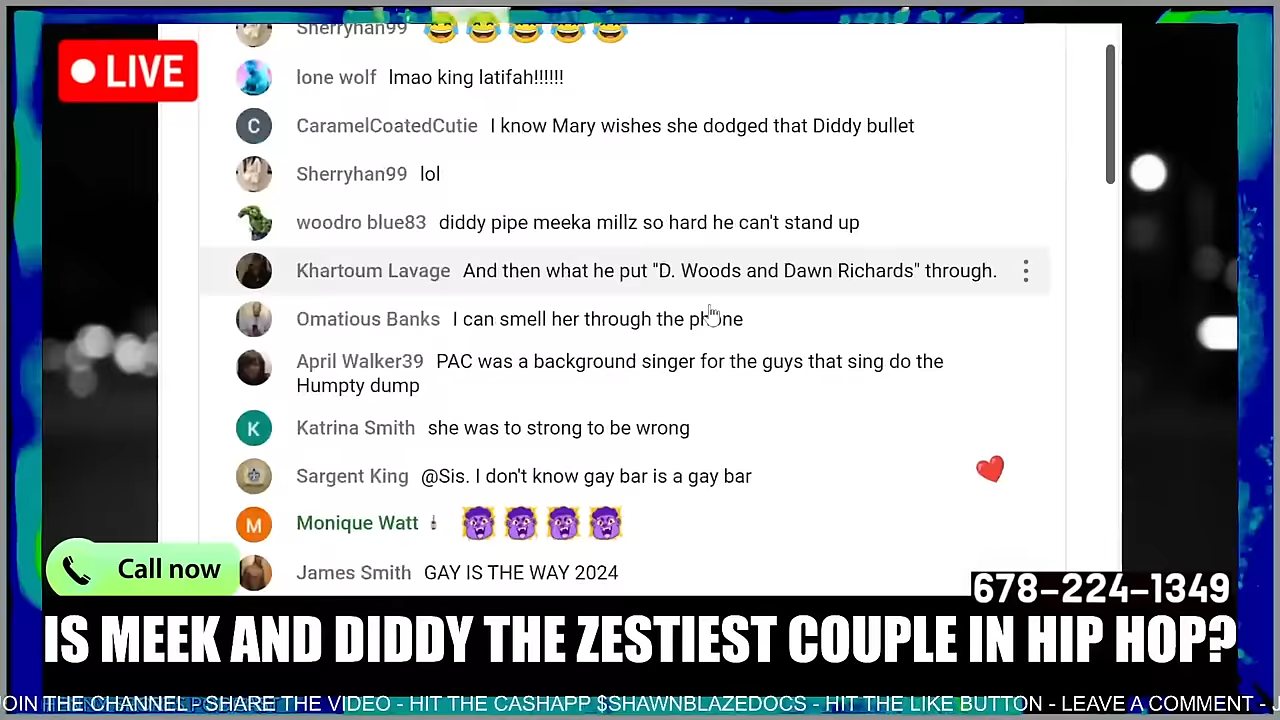 Sherryhan99
LIVE
lone wolf lmao king latifah!!!!!!
CaramelCoatedCutie I know Mary wishes she dodged that Diddy bullet
Sherryhan99 lol
woodro blue83 diddy pipe meeka millz so hard he can't stand up
Khartoum Lavage And then what he put "D. Woods and Dawn Richards" through.
Omatious Banks I can smell her through the phone
April Walker39 PAC was a background singer for the guys that sing do the
Humpty dump
Katrina Smith she was to strong to be wrong
Sargent King @Sis. I don't know gay bar is a gay bar
Monique Watt
James Smith GAY IS THE WAY 2024
Call now
678-224-1349
IS MEEK AND DIDDY THE ZESTIEST COUPLE IN HIP HOP?
OIN THE CHANNEL - SHARE THE VIDEO - HIT THE CASHAPP $SHAWNBLAZEDOCS - HIT THE LIKE BUTTON - LEAVE A COMMENT - J